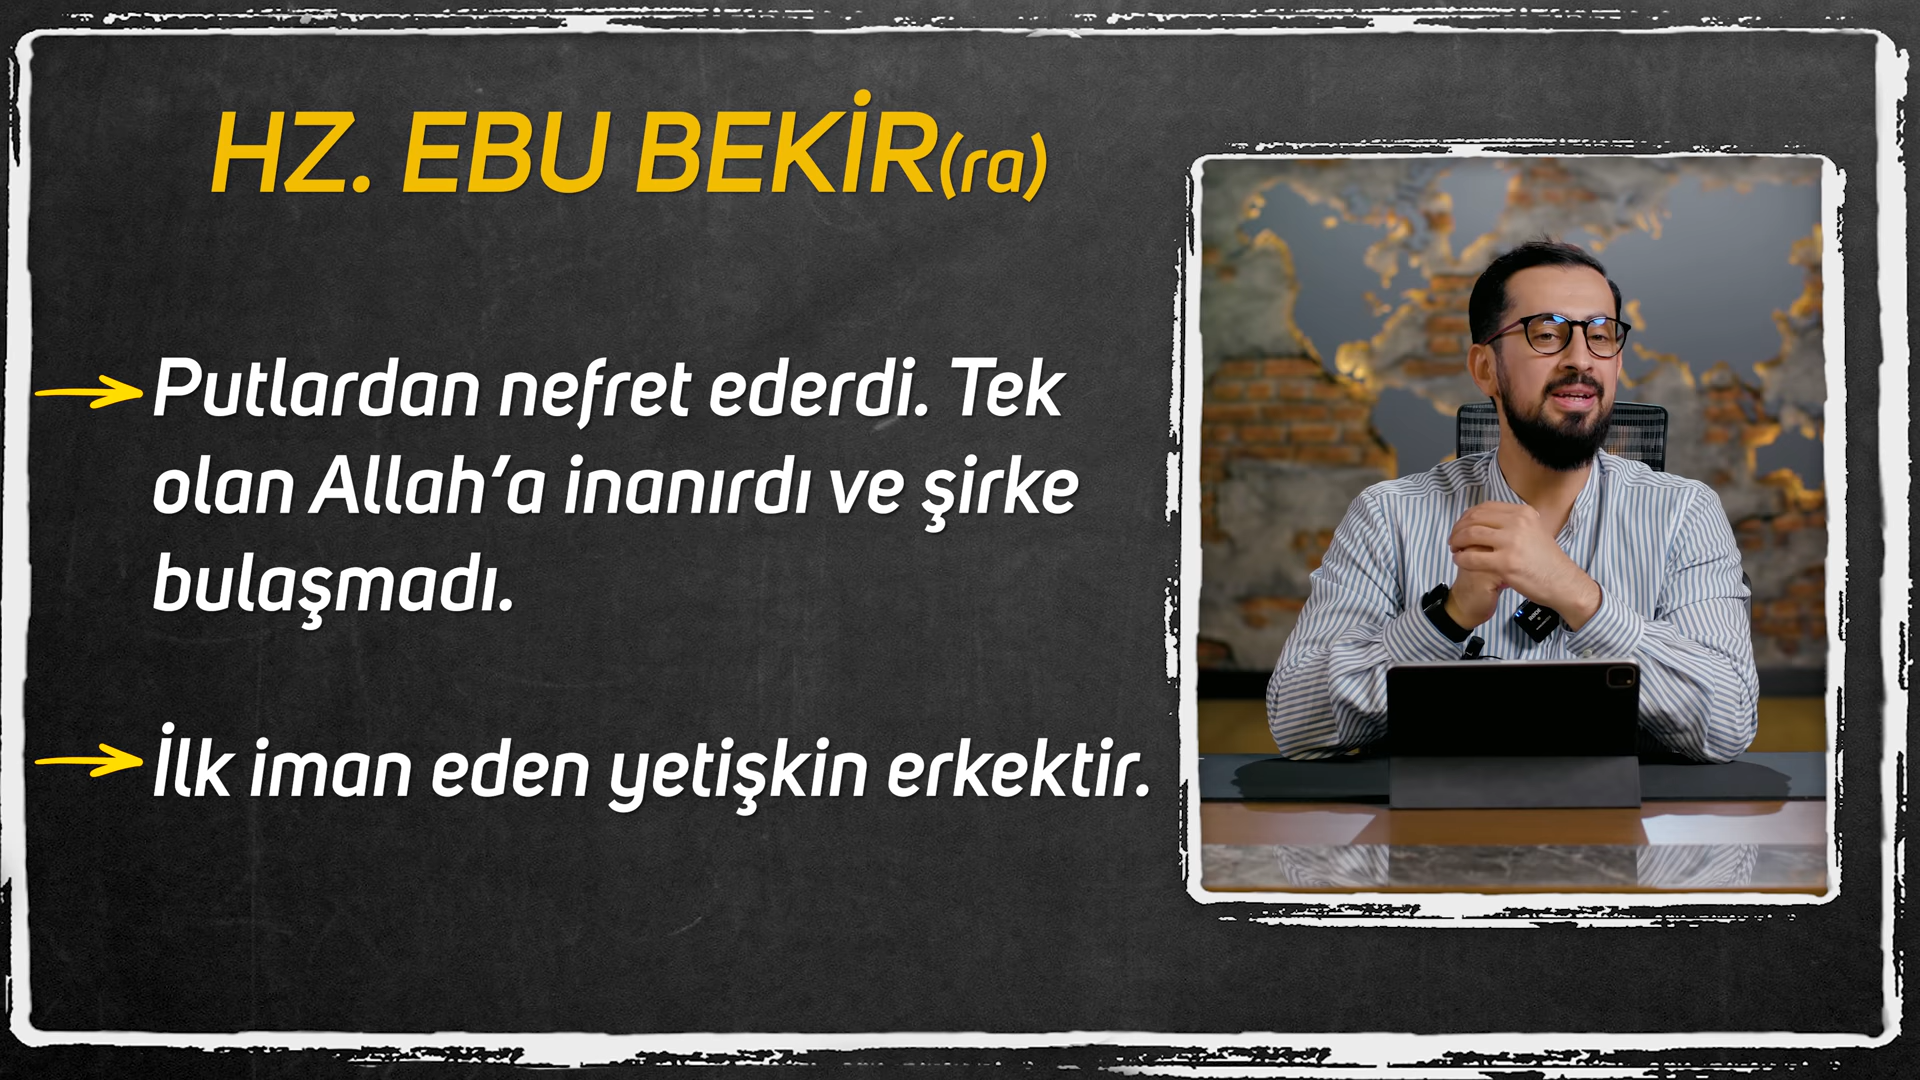 HZ. EBU BEKİR(ra)
Putlardan nefret ederdi. Tek
olan Allah’a inanırdı ve şirke
bulaşmadı.
İlk iman eden yetişkin erkektir.